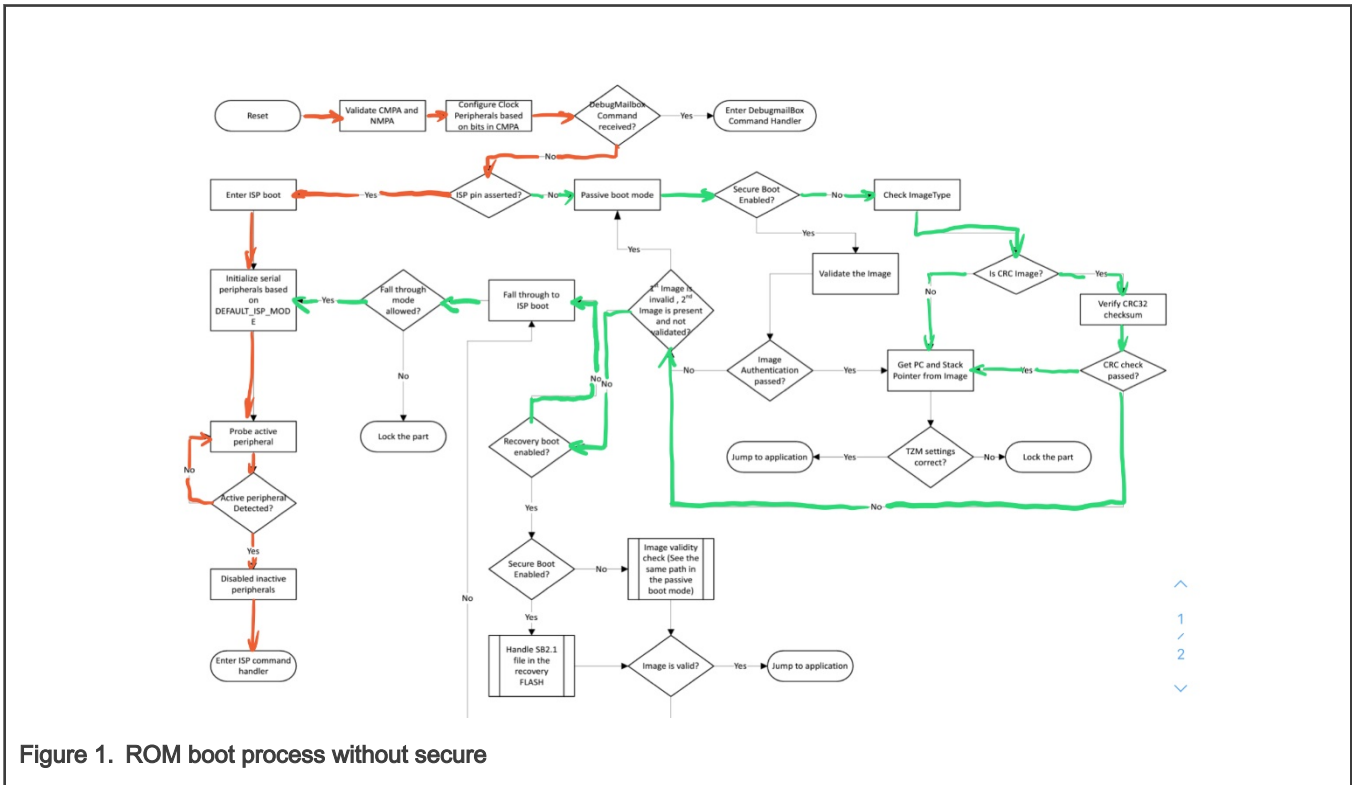 Reset
Validate CMPA and
NMPA
Configure Clock
Peripherals based
on bits in CMPA
DebugMailbox
Command
received?
Yes
Enter DebugmailBox
Command Handler
No
Enter ISP boot
Yes
ISP pin asserted?
No
Passive boot mode
Secure Boot
Enabled?
No
Check ImageType
Yes
Yes
Validate the Image
Is CRC Image?
Yes
No
Initialize serial
peripherals based
on
DEFAULT_ISP_MOD
E
Yes
Fall through
mode
allowed?
Fall through to
ISP boot
1st Image is
invalid , 2nd
Image is present
and not
validated?
Verify CRC32
checksum
No
No
No
No
Image
Authentication
passed?
Yes
Get PC and Stack
Pointer from Image
Yes
CRC check
passed?
Probe active
peripheral
Lock the part
Recovery boot
enabled?
Jump to application
Yes
TZM settings
correct?
No
Lock the part
No
Active peripheral
Detected?
Yes
No
Yes
Secure Boot
Enabled?
No
Image validity
check (See the
same path in
the passive
boot mode)
Disabled inactive
peripherals
No
Yes
Enter ISP command
handler
Handle SB2.1
file in the
recovery
FLASH
Image is valid?
Yes
Jump to application
1
/
2
Figure 1. ROM boot process without secure